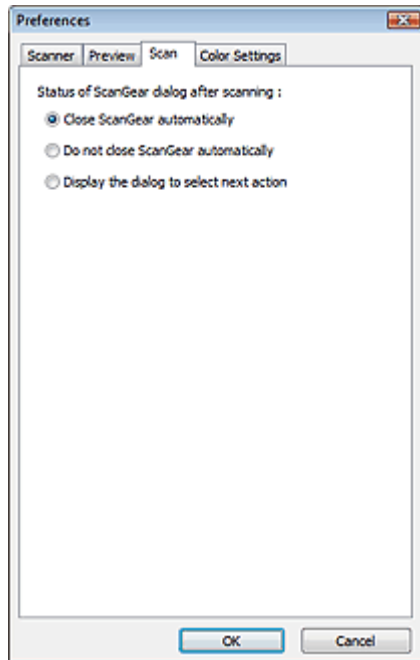 Preferences
Scanner Preview Scan Color Settings
Status of ScanGear dialog after scanning :
Close ScanGear automatically
Do not close ScanGear automatically
Display the dialog to select next action
OK Cancel